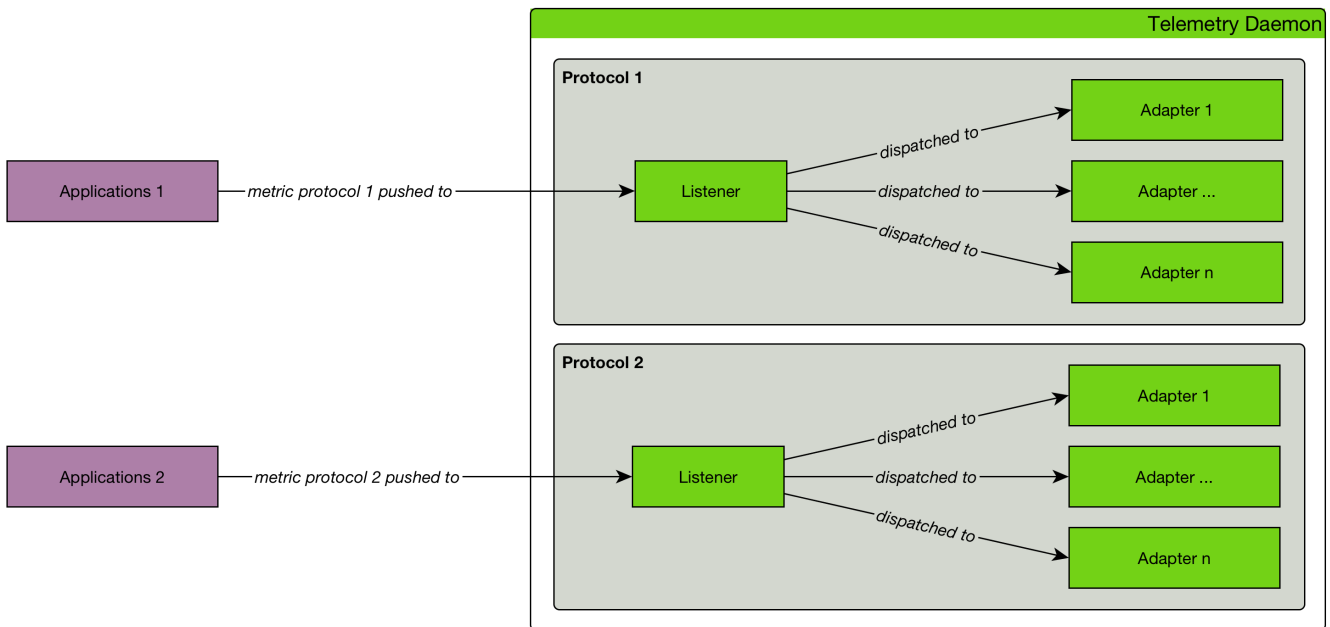 Telemetry Daemon
Protocol 1
Adapter 1
dispatched to
Applications 1
metric protocol 1 pushed to
Listener
dispatched to
Adapter ...
dispatched to
Adapter n
Protocol 2
Adapter 1
dispatched to
Applications 2
metric protocol 2 pushed to
Listener
dispatched to
Adapter ...
dispatched to
Adapter n